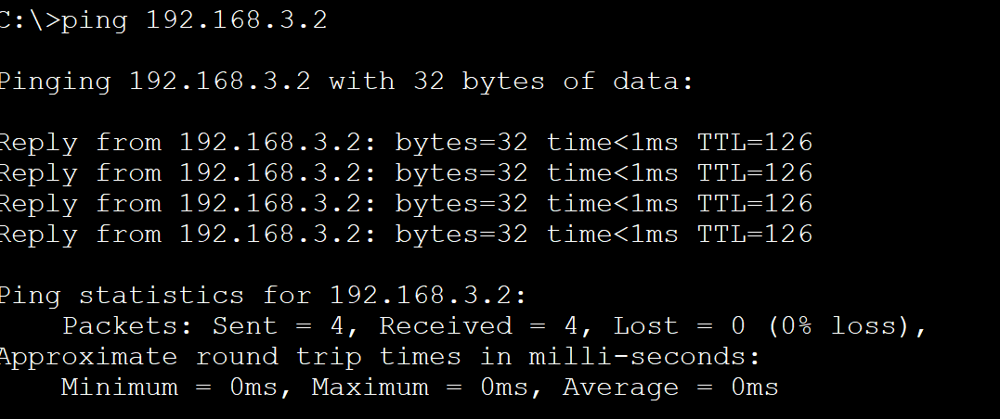 C:\>ping 192.168.3.2
Pinging 192.168.3.2 with 32 bytes of data:
Reply from 192.168.3.2: bytes=32 time<1ms TTL=126
Reply from 192.168.3.2: bytes=32 time<1ms TTL=126
Reply from 192.168.3.2: bytes=32 time<1ms TTL=126
Reply from 192.168.3.2: bytes=32 time<1ms TTL=126
Ping statistics for 192.168.3.2:
Packets: Sent = 4, Received = 4, Lost = 0 (0% loss),
Approximate round trip times in milli-seconds:
Minimum = 0ms, Maximum = 0ms, Average = 0ms